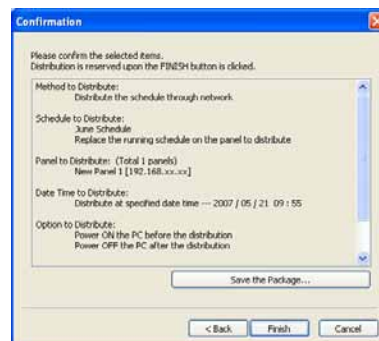 Confirmation
Please confirm the selected items.
Distribution is reserved upon the FINISH button is clicked.
Method to Distribute:
Distribute the schedule through network
Schedule to Distribute:
June Schedule
Replace the running schedule on the panel to distribute
Panel to Distribute: (Total 1 panels)
New Panel 1 [192.168.xx.xx]
Date Time to Distribute:
Distribute at specified date time --- 2007 / 05 / 21 09 : 55
Option to Distribute:
Power ON the PC before the distribution
Power OFF the PC after the distribution
Save the Package...
< Back
Finish
Cancel